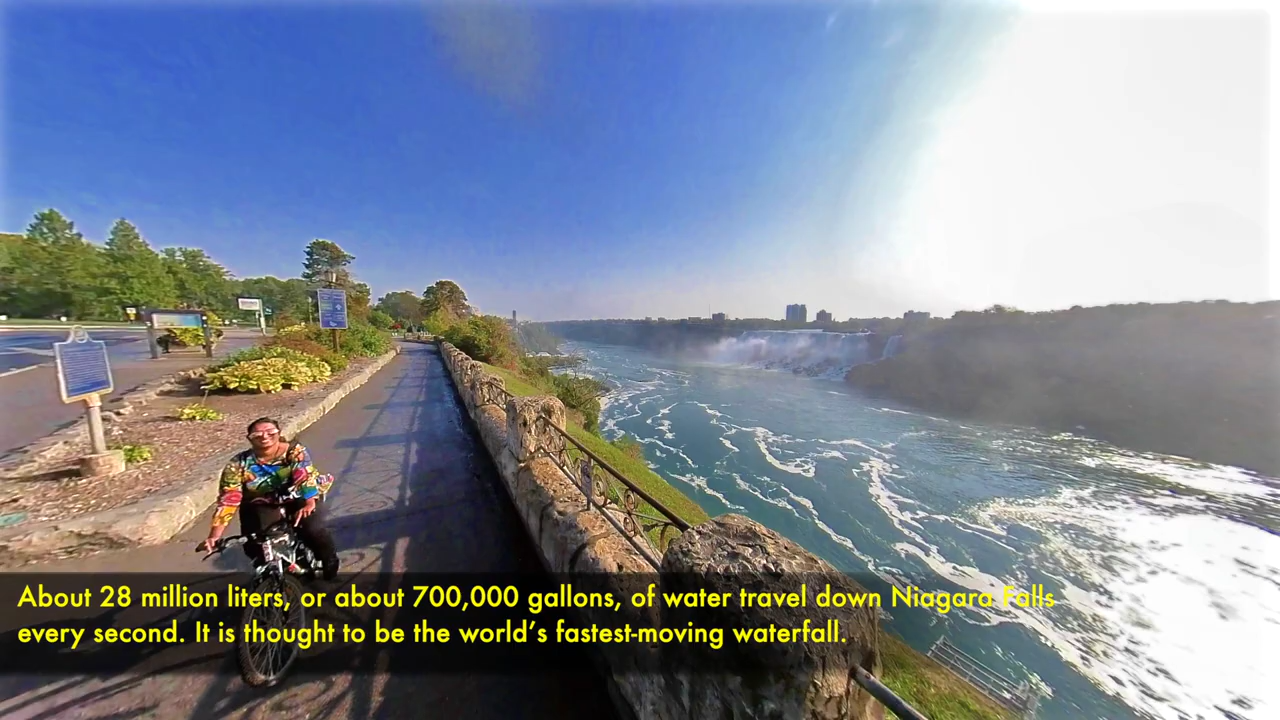 About 28 million liters, or about 700,000 gallons, of water travel down Niagara Falls
every second. It is thought to be the world’s fastest-moving waterfall.